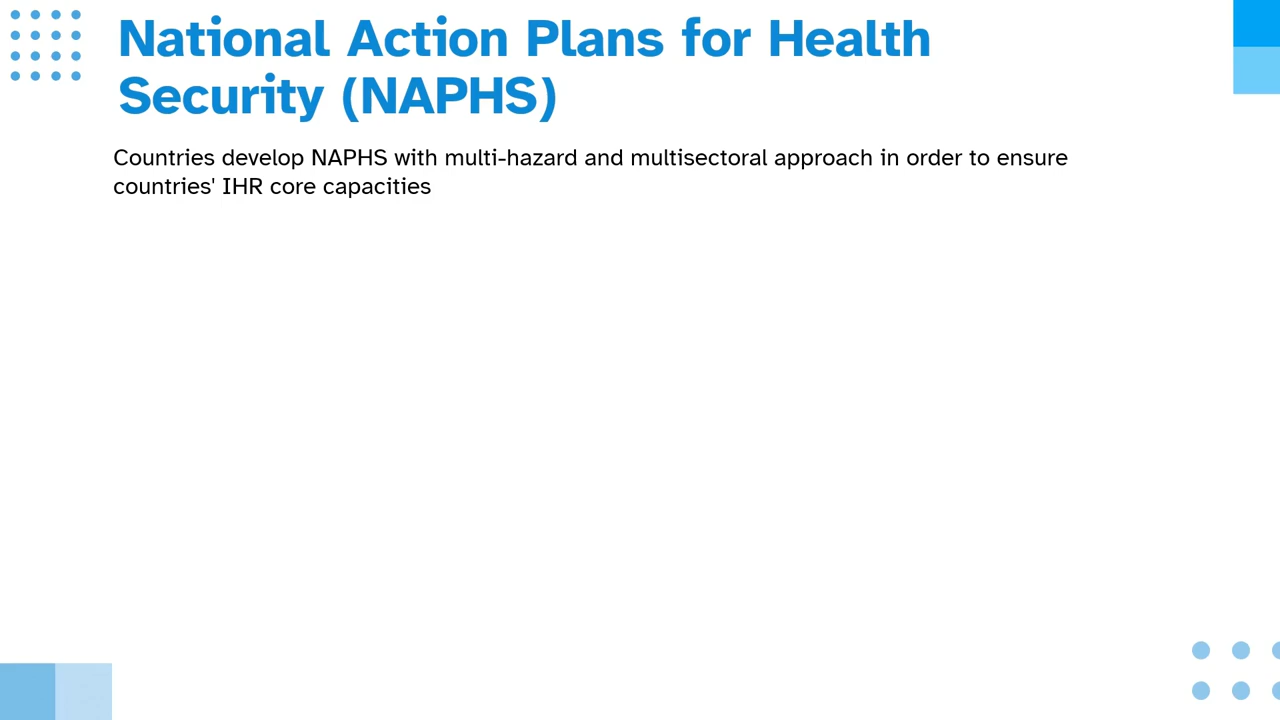 National Action Plans for Health
Security (NAPHS)
Countries develop NAPHS with multi-hazard and multisectoral approach in order to ensure
countries' IHR core capacities